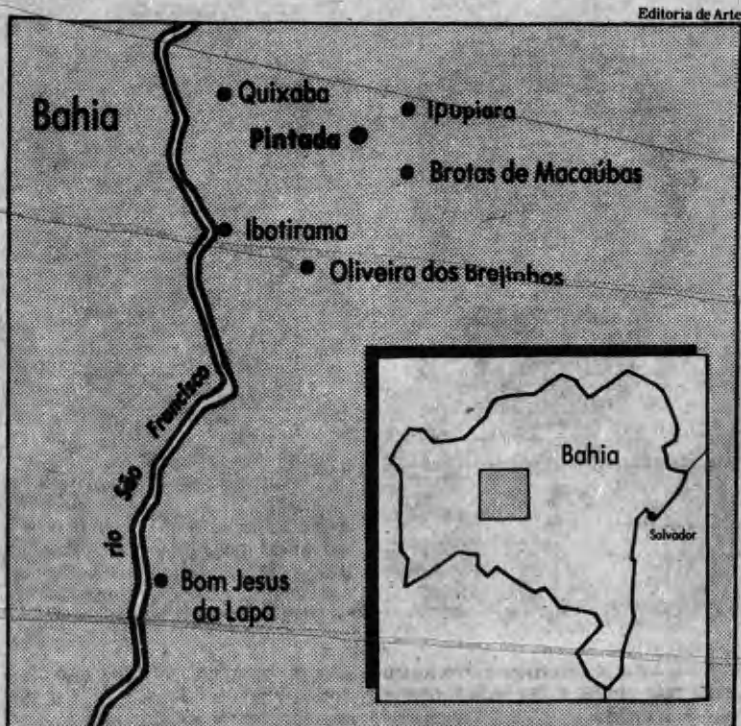 Editoria de Arte
Bahia
Quixaba
Ipupiara
Pintada
Brotas de Macaúbas
Ibotirama
Oliveira dos Brejinhos
rio São Francisco
Bahia
Salvador
Bom Jesus
da Lapa